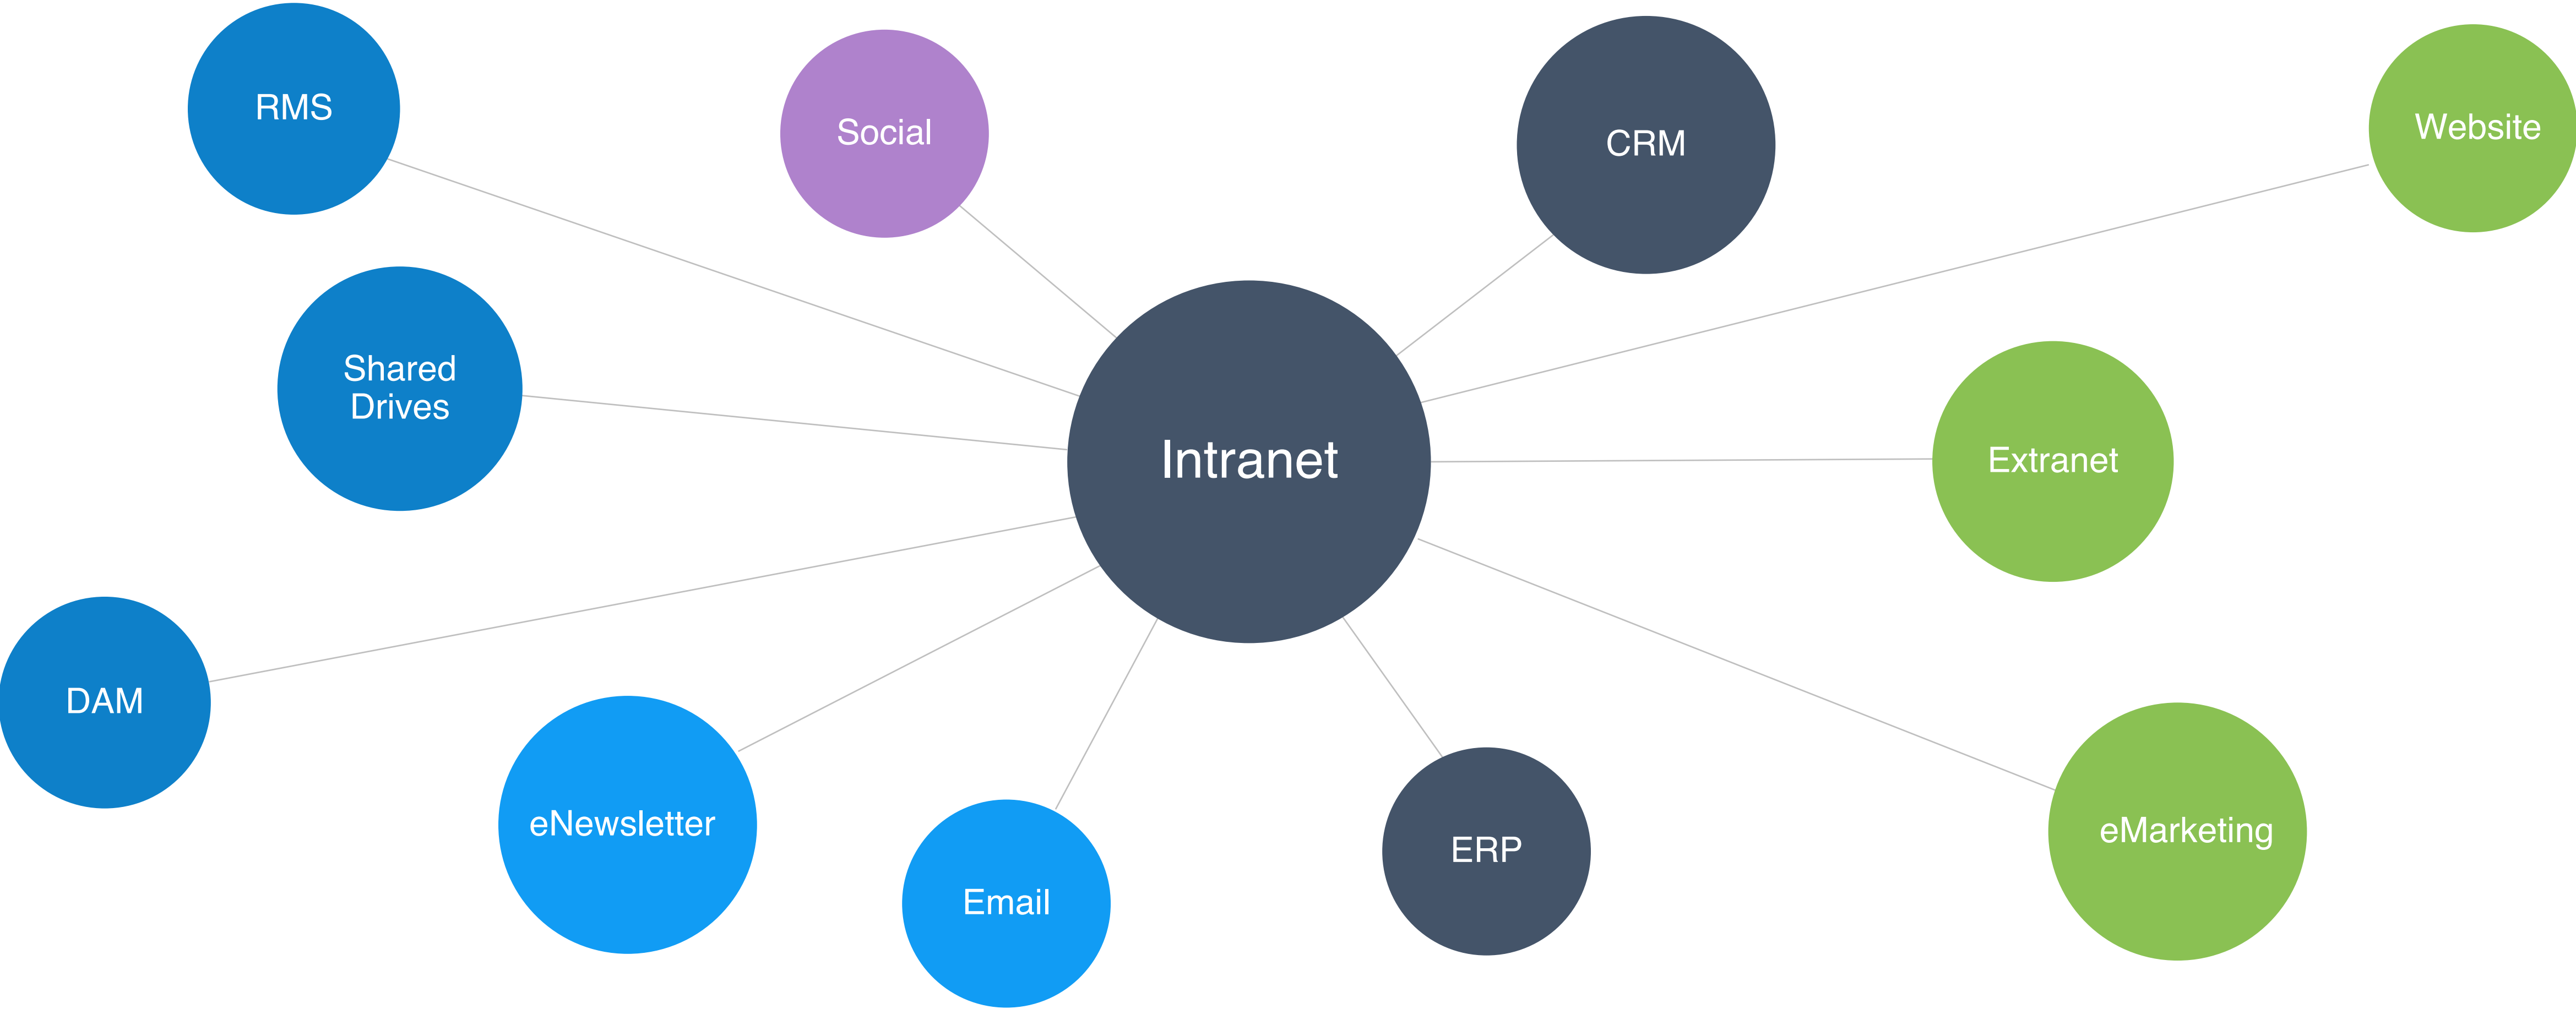 RMS
Social
CRM
Website
Shared
Drives
Intranet
Extranet
DAM
eNewsletter
Email
ERP
eMarketing